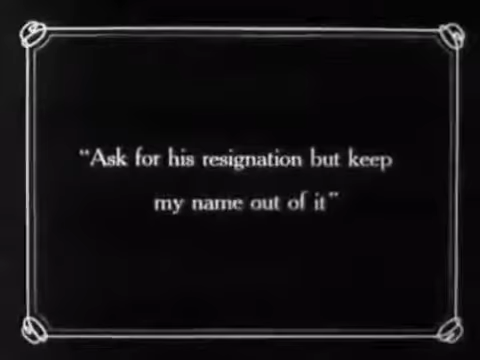 “Ask for his resignation but keep
my name out of it”